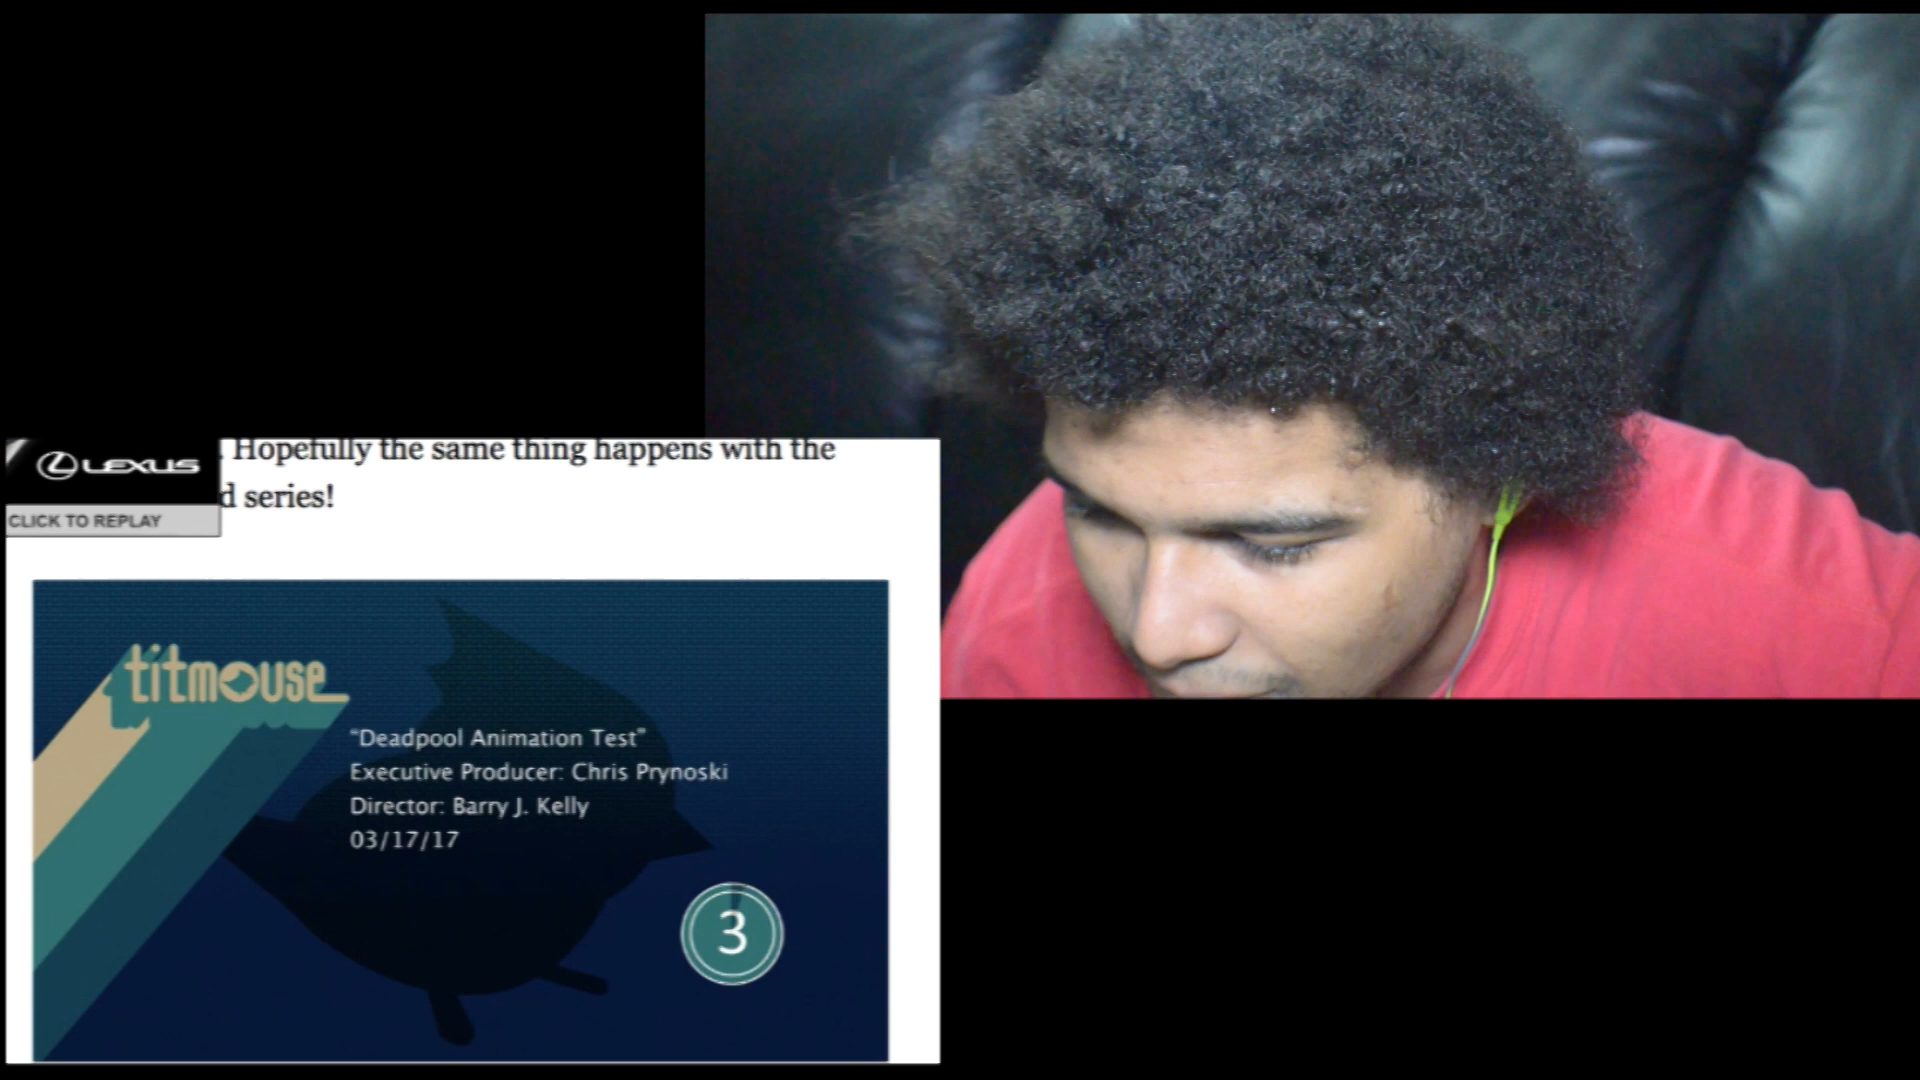 LEXUS
. Hopefully the same thing happens with the
d series!
CLICK TO REPLAY
titmouse
“Deadpool Animation Test”
Executive Producer: Chris Prynoski
Director: Barry J. Kelly
03/17/17
3